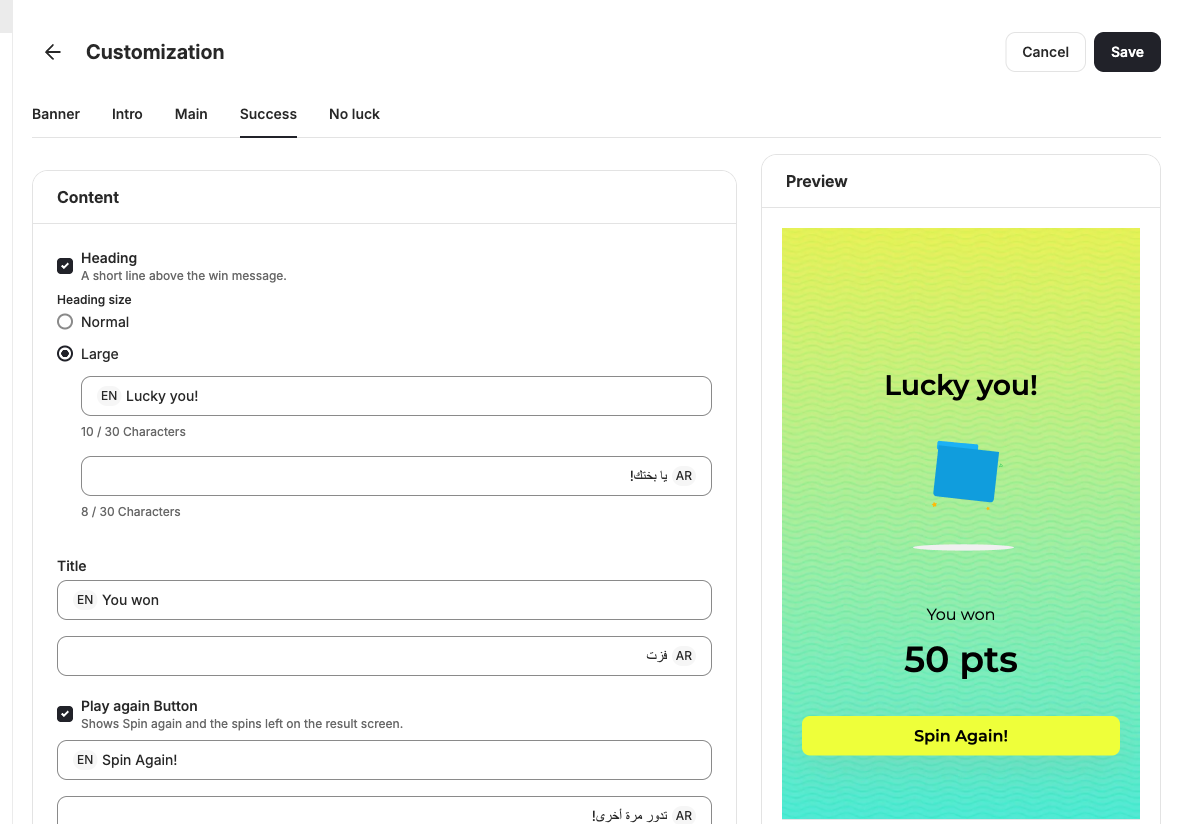 Customization
Cancel
Save
Banner
Intro
Main
Success
No luck
Content
Heading
A short line above the win message.
Heading size
Normal
Large
EN Lucky you!
10 / 30 Characters
يا بختك! AR
8 / 30 Characters
Title
EN You won
فزت AR
Play again Button
Shows Spin again and the spins left on the result screen.
EN Spin Again!
تدور مرة أخرى! AR
Preview
Lucky you!
You won
50 pts
Spin Again!